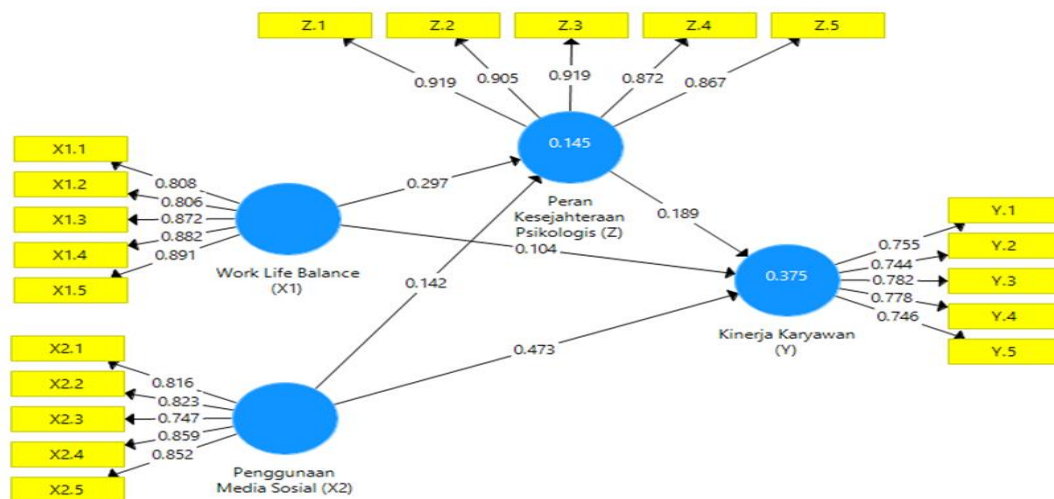 Z.1
Z.2
Z.3
Z.4
Z.5
0.919
0.905
0.919
0.872
0.867
0.145
Peran
Kesejahteraan
Psikologis (Z)
X1.1
X1.2
X1.3
X1.4
X1.5
0.808
0.806
0.872
0.882
0.891
Work Life Balance
(X1)
0.297
0.104
0.142
0.189
0.473
X2.1
X2.2
X2.3
X2.4
X2.5
0.816
0.823
0.747
0.859
0.852
Penggunaan
Media Sosial (X2)
0.375
Kinerja Karyawan
(Y)
0.755
0.744
0.782
0.778
0.746
Y.1
Y.2
Y.3
Y.4
Y.5